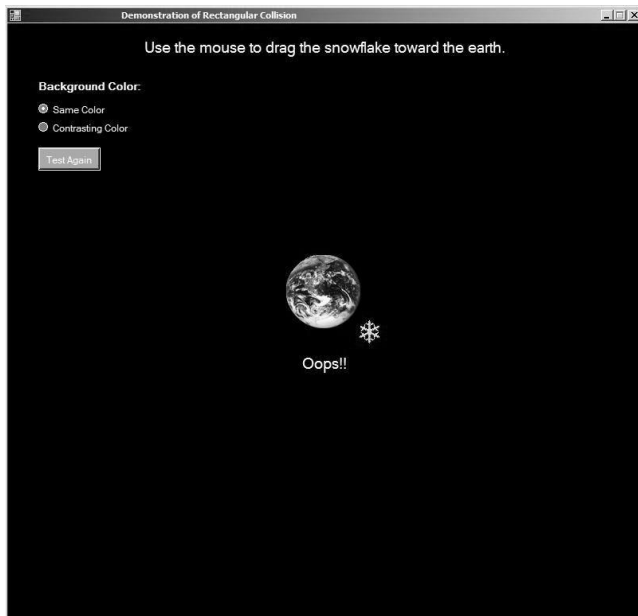 Demonstration of Rectangular Collision
Use the mouse to drag the snowflake toward the earth.
Background Color:
Same Color
Contrasting Color
Test Again
Oops!!